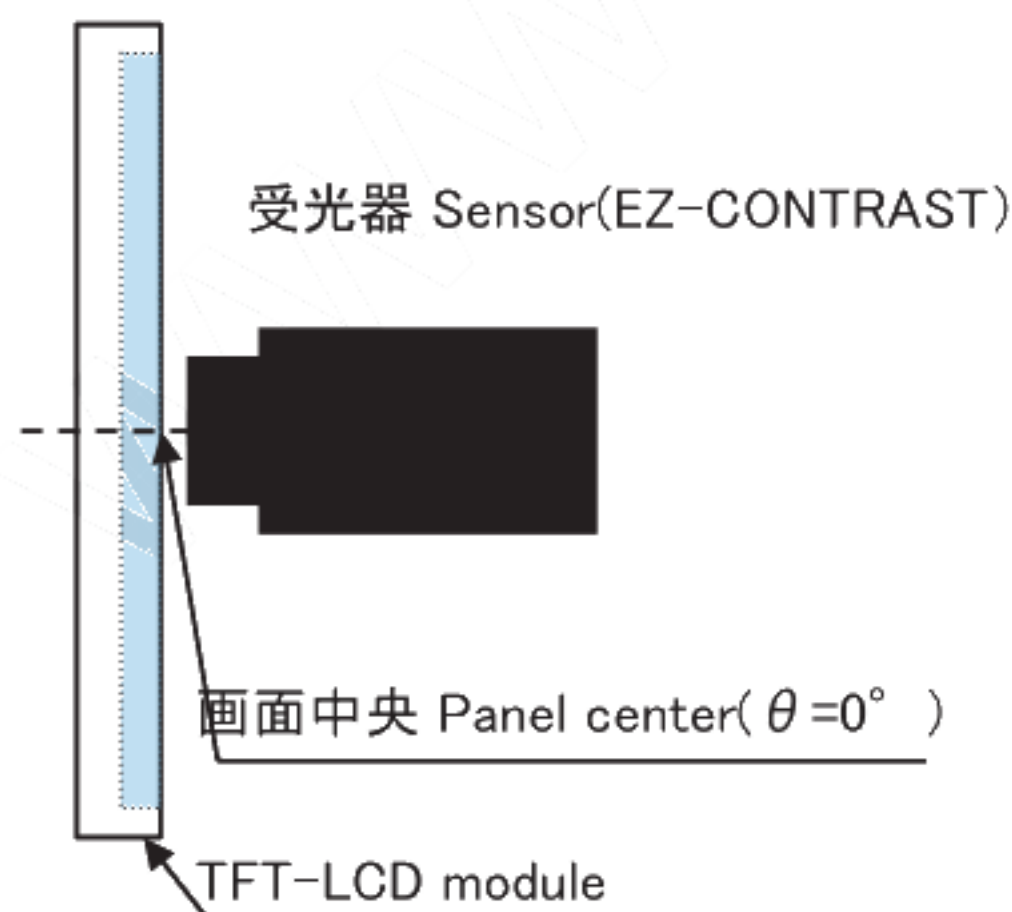 受光器 Sensor(EZ-CONTRAST)
画面中央 Panel center( θ =0° )
TFT-LCD module